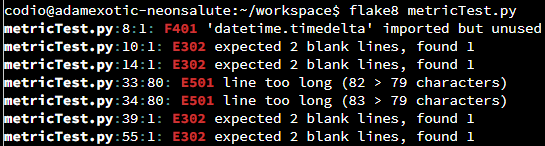 codio@adamexotic-neonsalute:~/workspace$ flake8 metricTest.py
metricTest.py:8:1: F401 'datetime.timedelta' imported but unused
metricTest.py:10:1: E302 expected 2 blank lines, found 1
metricTest.py:14:1: E302 expected 2 blank lines, found 1
metricTest.py:33:80: E501 line too long (82 > 79 characters)
metricTest.py:34:80: E501 line too long (83 > 79 characters)
metricTest.py:39:1: E302 expected 2 blank lines, found 1
metricTest.py:55:1: E302 expected 2 blank lines, found 1